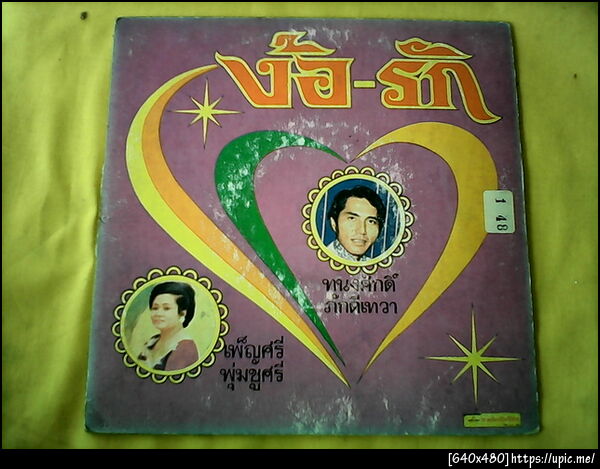 ง้อ-รัก
1 48
ทนงศักดิ์
ภักดีเทวา
เพ็ญศรี
พุ่มชูศรี
[640x480]https://upic.me/